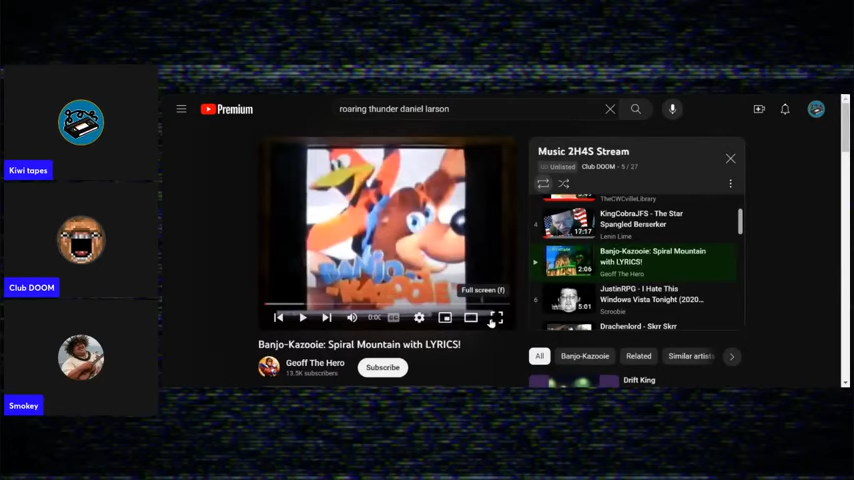 Premium
roaring thunder daniel larson
Kiwi tapes
Club DOOM
Smokey
BANJO-
KAZOOIE
Full screen (f)
0:00
Banjo-Kazooie: Spiral Mountain with LYRICS!
Geoff The Hero
13.5K subscribers
Subscribe
Music 2H4S Stream
Unlisted
Club DOOM - 5 / 27
TheCWCvilleLibrary
4
17:17
KingCobraJFS - The Star
Spangled Berserker
Lenin Lime
2:06
Banjo-Kazooie: Spiral Mountain
with LYRICS!
Geoff The Hero
6
5:01
JustinRPG - I Hate This
Windows Vista Tonight (2020...
Scroobie
Drachenlord - Skrr Skrr
All
Banjo-Kazooie
Related
Similar artists
Drift King